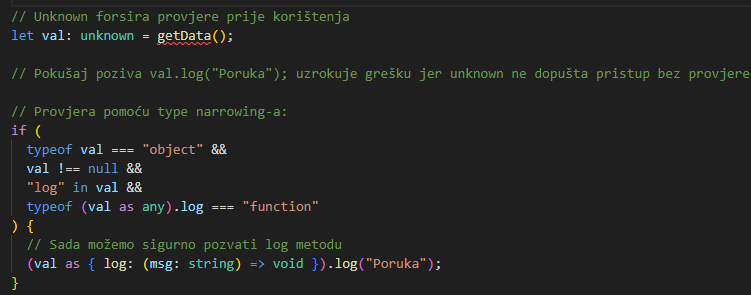 // Unknown forsira provjere prije korištenja
let val: unknown = getData();
// Pokušaj poziva val.log("Poruka"); uzrokuje grešku jer unknown ne dopušta pristup bez provjere
// Provjera pomoću type narrowing-a:
if (
typeof val === "object" &&
val !== null &&
"log" in val &&
typeof (val as any).log === "function"
) {
// Sada možemo sigurno pozvati log metodu
(val as { log: (msg: string) => void }).log("Poruka");
}